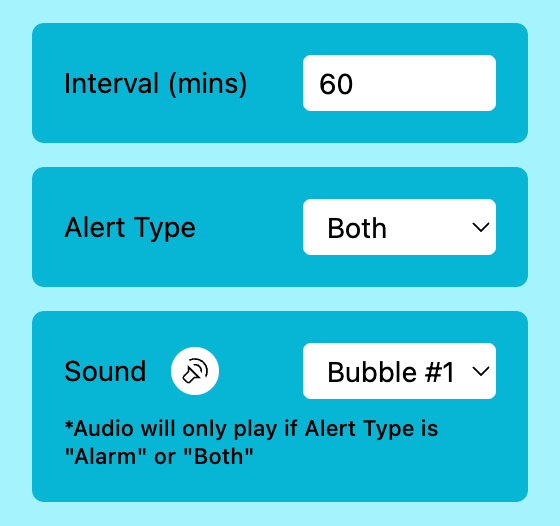 Interval (mins) 60
Alert Type Both
Sound Bubble #1
*Audio will only play if Alert Type is
"Alarm" or "Both"